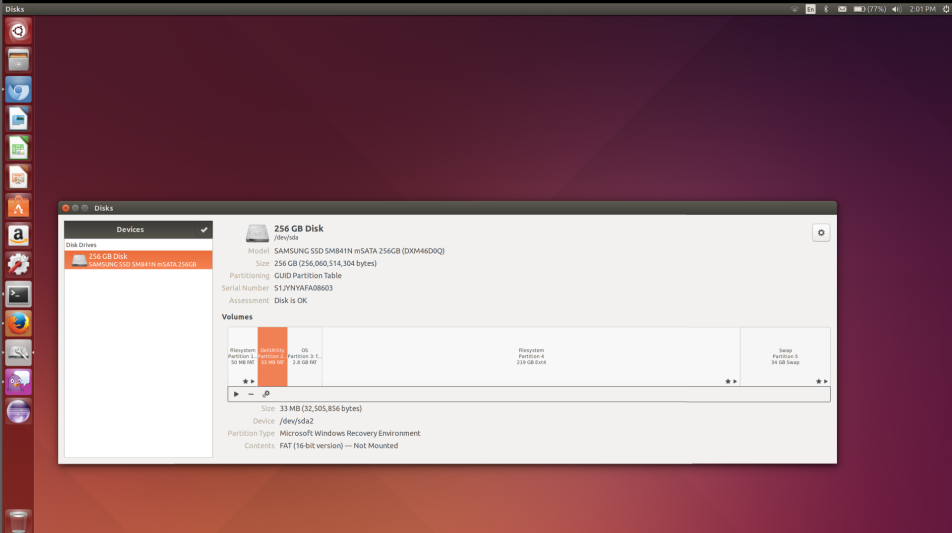 Disks
En
(77%)
2:01 PM
Disks
Devices
Disk Drives
256 GB Disk
SAMSUNG SSD SM841N mSATA 256GB
256 GB Disk
/dev/sda
Model SAMSUNG SSD SM841N mSATA 256GB (DXM46D0Q)
Size 256 GB (256,060,514,304 bytes)
Partitioning GUID Partition Table
Serial Number S1JYNYAFA08603
Assessment Disk is OK
Volumes
Filesystem
Partition 1…
50 MB FAT
DellUtility
Partition 2…
33 MB FAT
OS
Partition 3: 1…
2.8 GB FAT
Filesystem
Partition 4
219 GB Ext4
Swap
Partition 5
34 GB Swap
Size 33 MB (32,505,856 bytes)
Device /dev/sda2
Partition Type Microsoft Windows Recovery Environment
Contents FAT (16-bit version) — Not Mounted